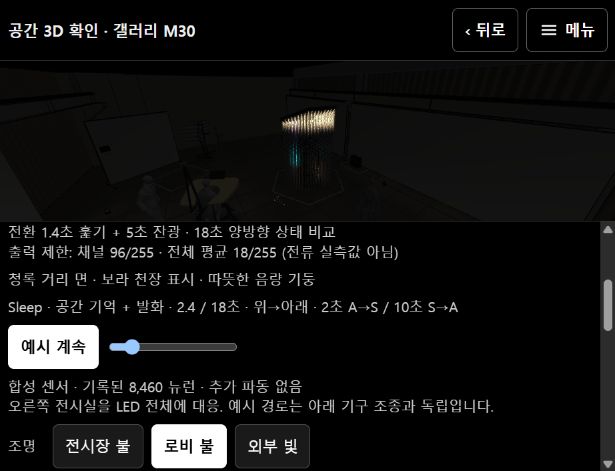 공간 3D 확인 · 갤러리 M30
‹ 뒤로
메뉴
전환 1.4초 훑기 + 5초 잔광 · 18초 양방향 상태 비교
출력 제한: 채널 96/255 · 전체 평균 18/255 (전류 실측값 아님)
청록 거리 면 · 보라 천장 표시 · 따뜻한 음량 기둥
Sleep · 공간 기억 + 발화 · 2.4 / 18초 · 위→아래 · 2초 A→S / 10초 S→A
예시 계속
합성 센서 · 기록된 8,460 뉴런 · 추가 파동 없음
오른쪽 전시실을 LED 전체에 대응. 예시 경로는 아래 기구 조종과 독립입니다.
조명
전시장 불
로비 불
외부 빛